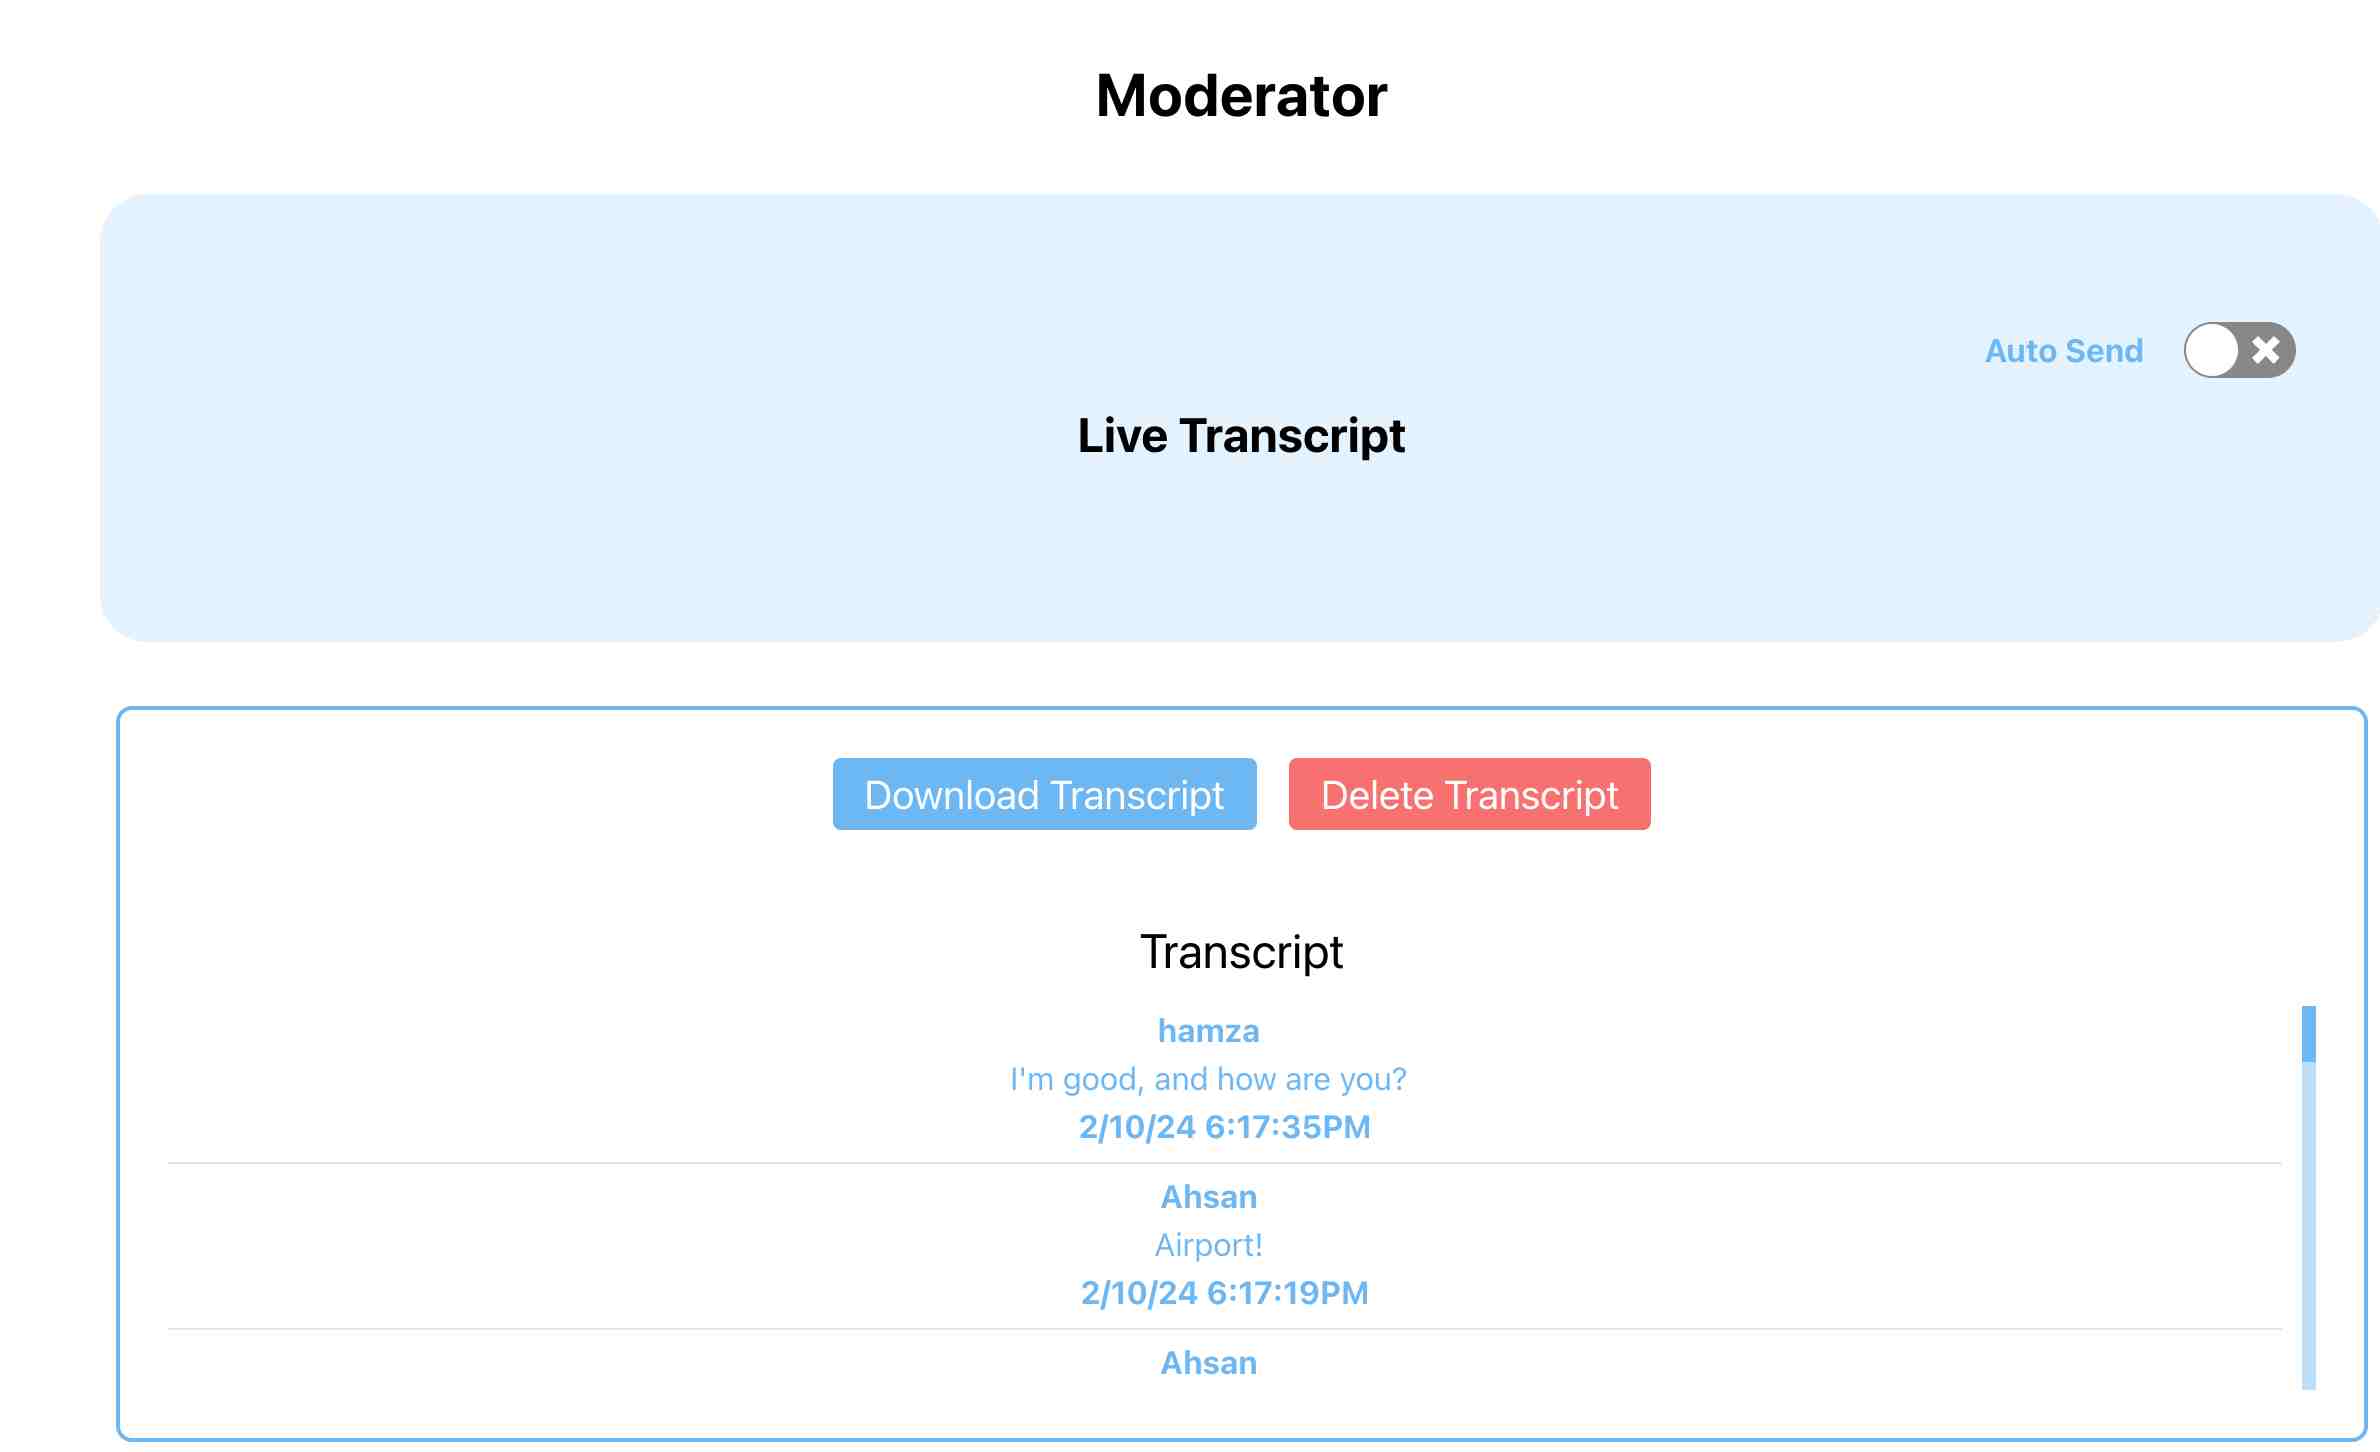 Moderator
Auto Send
Live Transcript
Download Transcript
Delete Transcript
Transcript
hamza
I'm good, and how are you?
2/10/24 6:17:35PM
Ahsan
Airport!
2/10/24 6:17:19PM
Ahsan